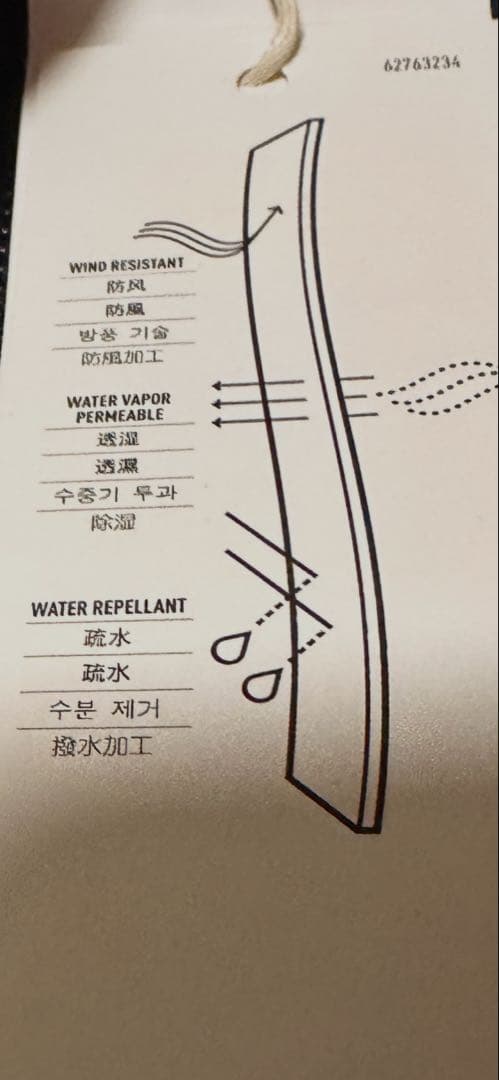 62763234
WIND RESISTANT
防风
防風
방풍 기술
防風加工
WATER VAPOR
PERMEABLE
透湿
透濕
수중기 투과
除湿
WATER REPELLANT
疏水
疏水
수분 제거
撥水加工